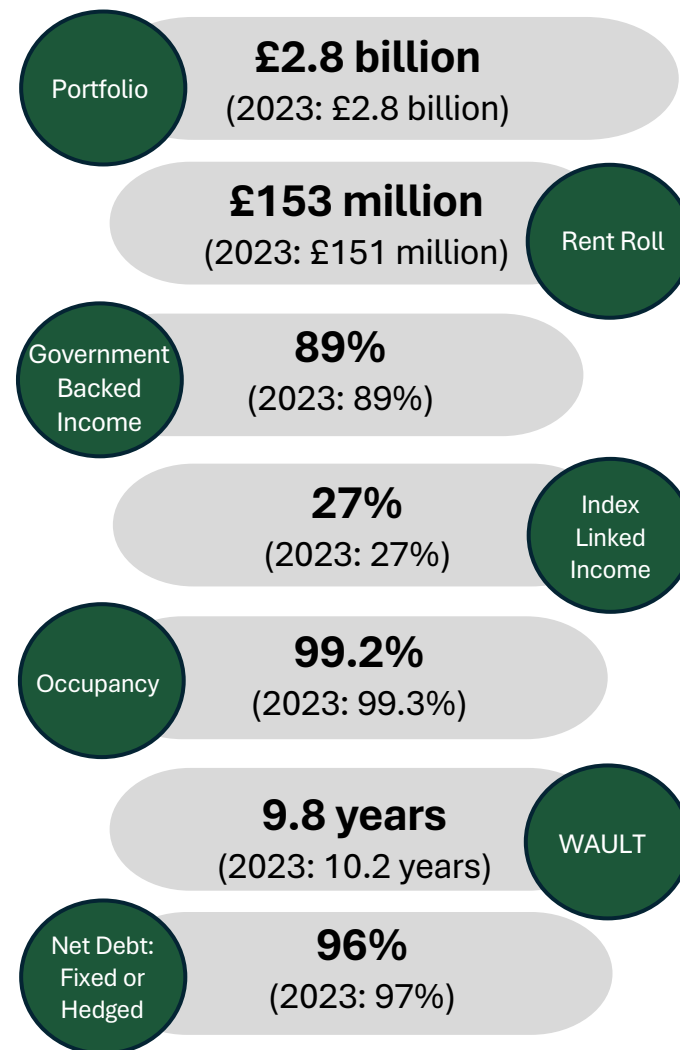 Portfolio
£2.8 billion
(2023: £2.8 billion)
£153 million
(2023: £151 million)
Rent Roll
Government
Backed
Income
89%
(2023: 89%)
27%
(2023: 27%)
Index
Linked
Income
Occupancy
99.2%
(2023: 99.3%)
9.8 years
(2023: 10.2 years)
WAULT
Net Debt:
Fixed or
Hedged
96%
(2023: 97%)